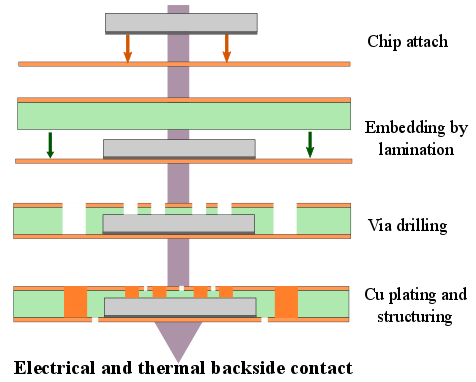 Chip attach
Embedding by
lamination
Via drilling
Cu plating and
structuring
Electrical and thermal backside contact